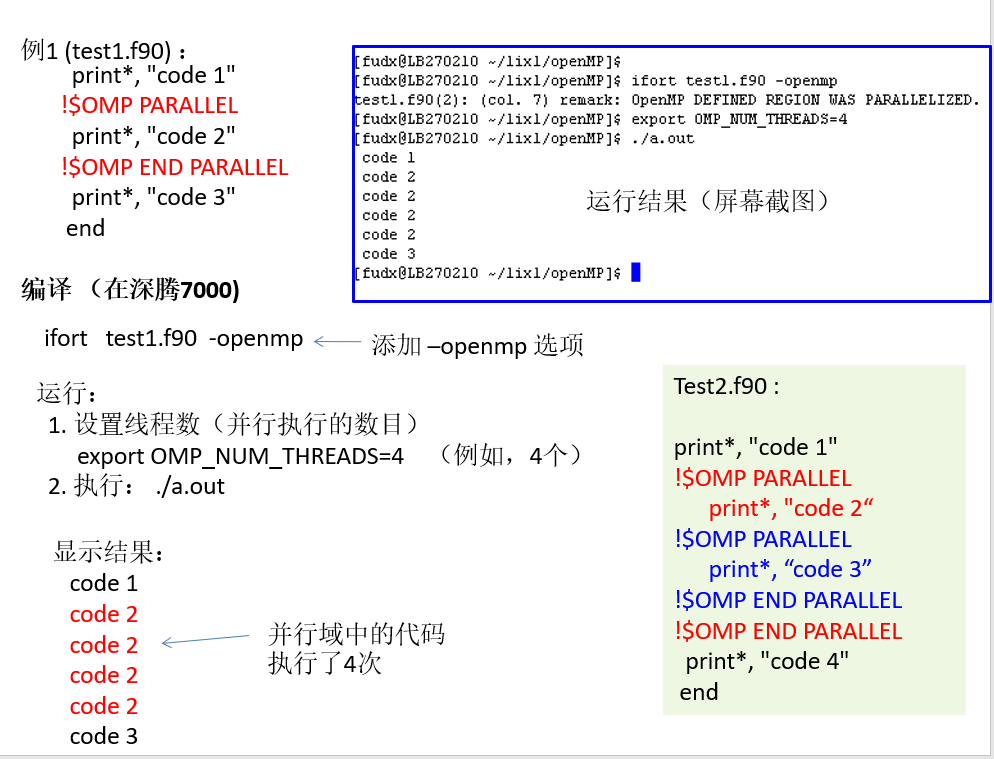 例1 (test1.f90)：
print*, "code 1"
!$OMP PARALLEL
print*, "code 2"
!$OMP END PARALLEL
print*, "code 3"
end
[fudx@LB270210 ~/lixl/openMP]$
[fudx@LB270210 ~/lixl/openMP]$ ifort test1.f90 -openmp
test1.f90(2): (col. 7) remark: OpenMP DEFINED REGION WAS PARALLELIZED.
[fudx@LB270210 ~/lixl/openMP]$ export OMP_NUM_THREADS=4
[fudx@LB270210 ~/lixl/openMP]$ ./a.out
code 1
code 2
code 2
code 2
code 2
code 3
[fudx@LB270210 ~/lixl/openMP]$
运行结果（屏幕截图）
编译 （在深腾7000)
ifort test1.f90 -openmp
添加 –openmp 选项
运行：
1. 设置线程数（并行执行的数目）
export OMP_NUM_THREADS=4 （例如，4个）
2. 执行： ./a.out
显示结果：
code 1
code 2
code 2
code 2
code 2
code 3
并行域中的代码
执行了4次
Test2.f90 :
print*, "code 1"
!$OMP PARALLEL
print*, "code 2“
!$OMP PARALLEL
print*, “code 3”
!$OMP END PARALLEL
!$OMP END PARALLEL
print*, "code 4"
end